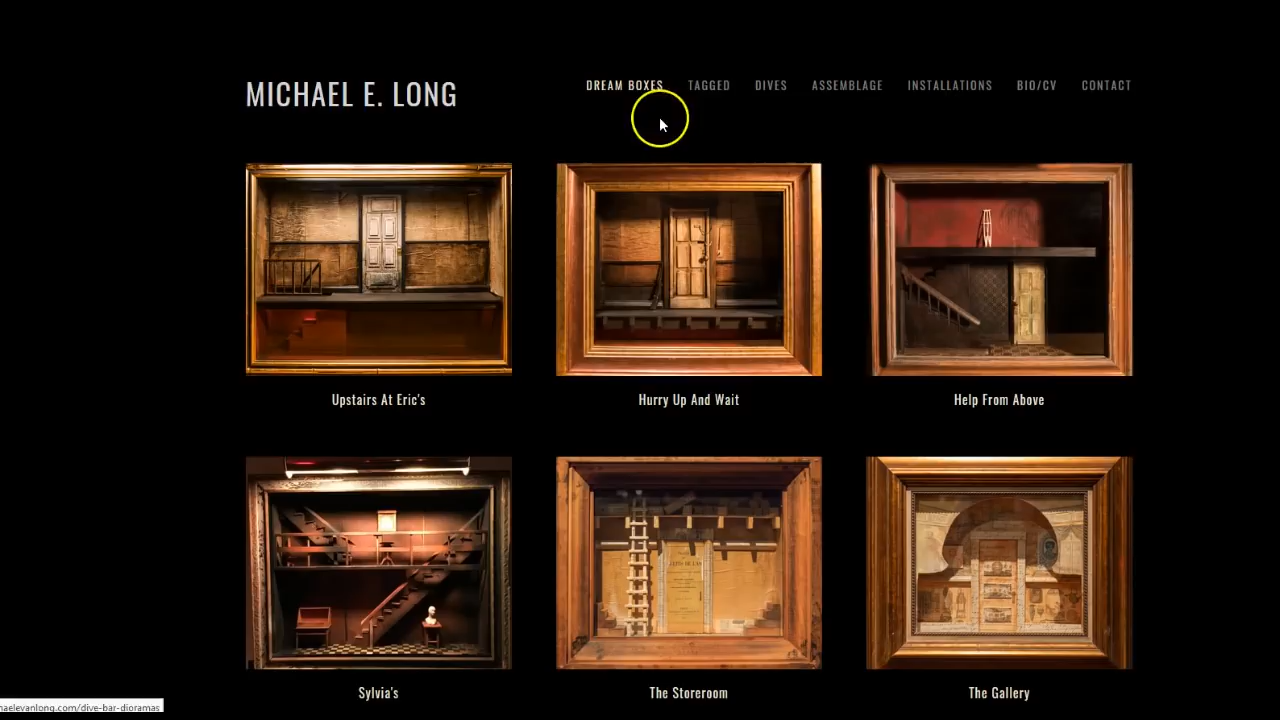 MICHAEL E. LONG
DREAM BOXES TAGGED DIVES ASSEMBLAGE INSTALLATIONS BIO/CV CONTACT
Upstairs At Eric's
Hurry Up And Wait
Help From Above
Sylvia's
The Storeroom
The Gallery
haelevanlong.com/dive-bar-dioramas